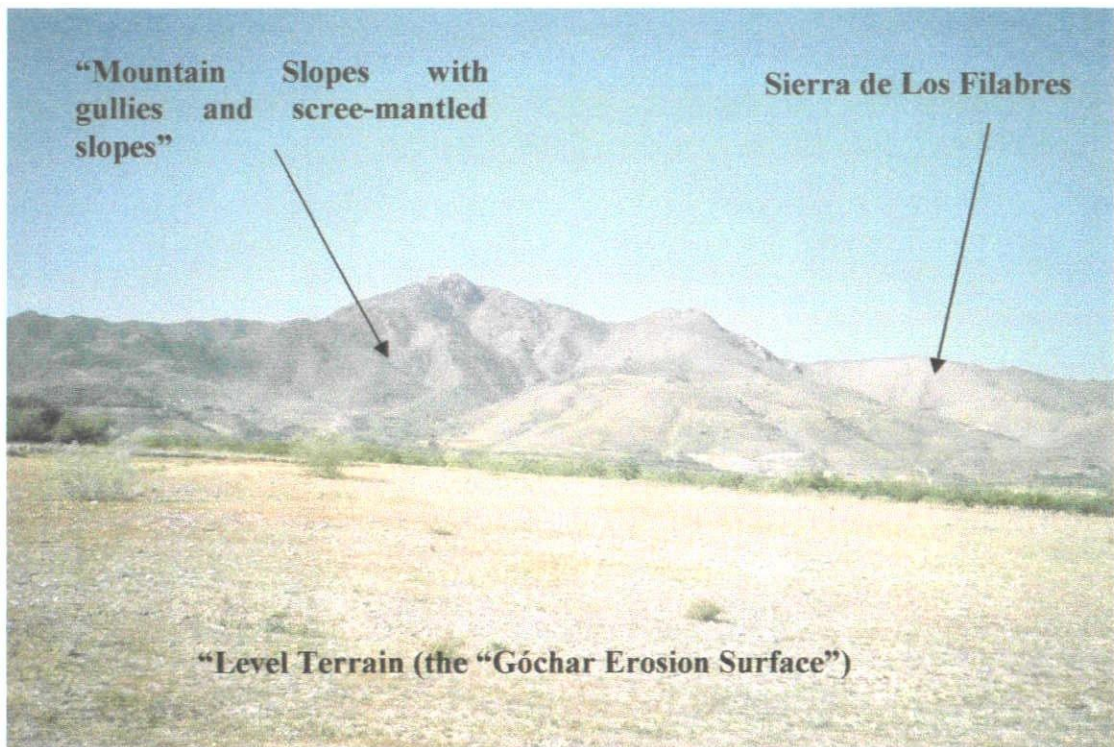 “Mountain Slopes with
gullies and scree-mantled
slopes”
Sierra de Los Filabres
“Level Terrain (the “Góchar Erosion Surface”)